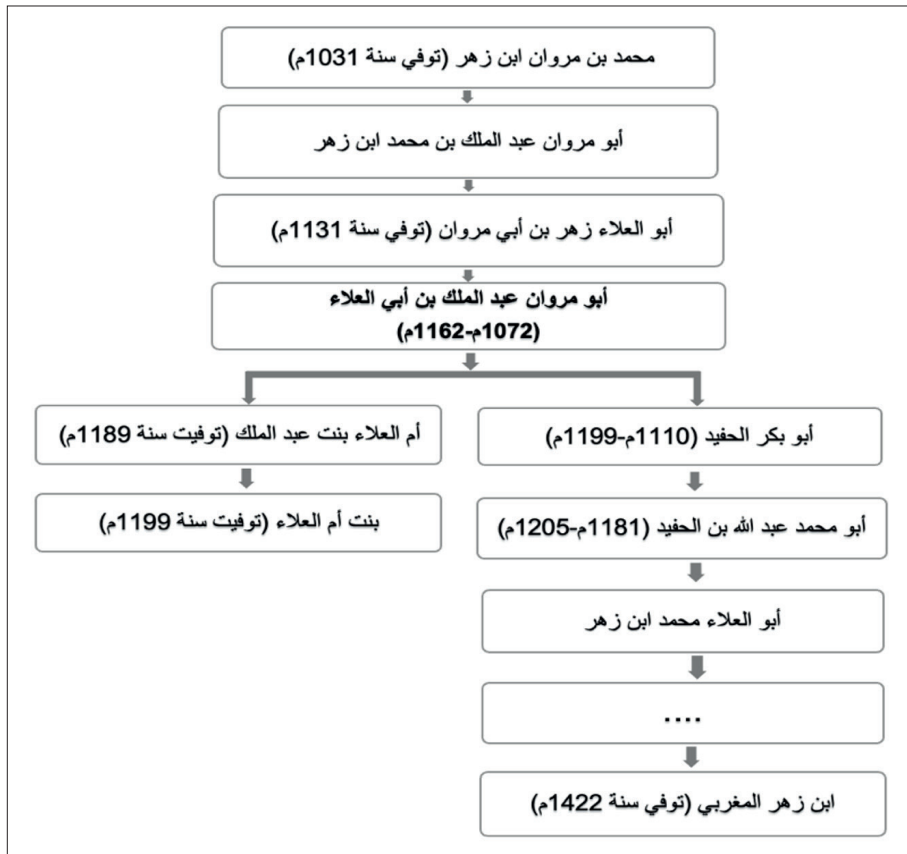 محمد بن مروان ابن زهر (توفي سنة 1031م)
أبو مروان عبد الملك بن محمد ابن زهر
أبو العلاء زهر بن أبي مروان (توفي سنة 1131م)
أبو مروان عبد الملك بن أبي العلاء
(1072م-1162م)
أبو بكر الحفيد (1110م-1199م)
أم العلاء بنت عبد الملك (توفيت سنة 1189م)
أبو محمد عبد الله بن الحفيد (1181م-1205م)
بنت أم العلاء (توفيت سنة 1199م)
أبو العلاء محمد ابن زهر
....
ابن زهر المغربي (توفي سنة 1422م)